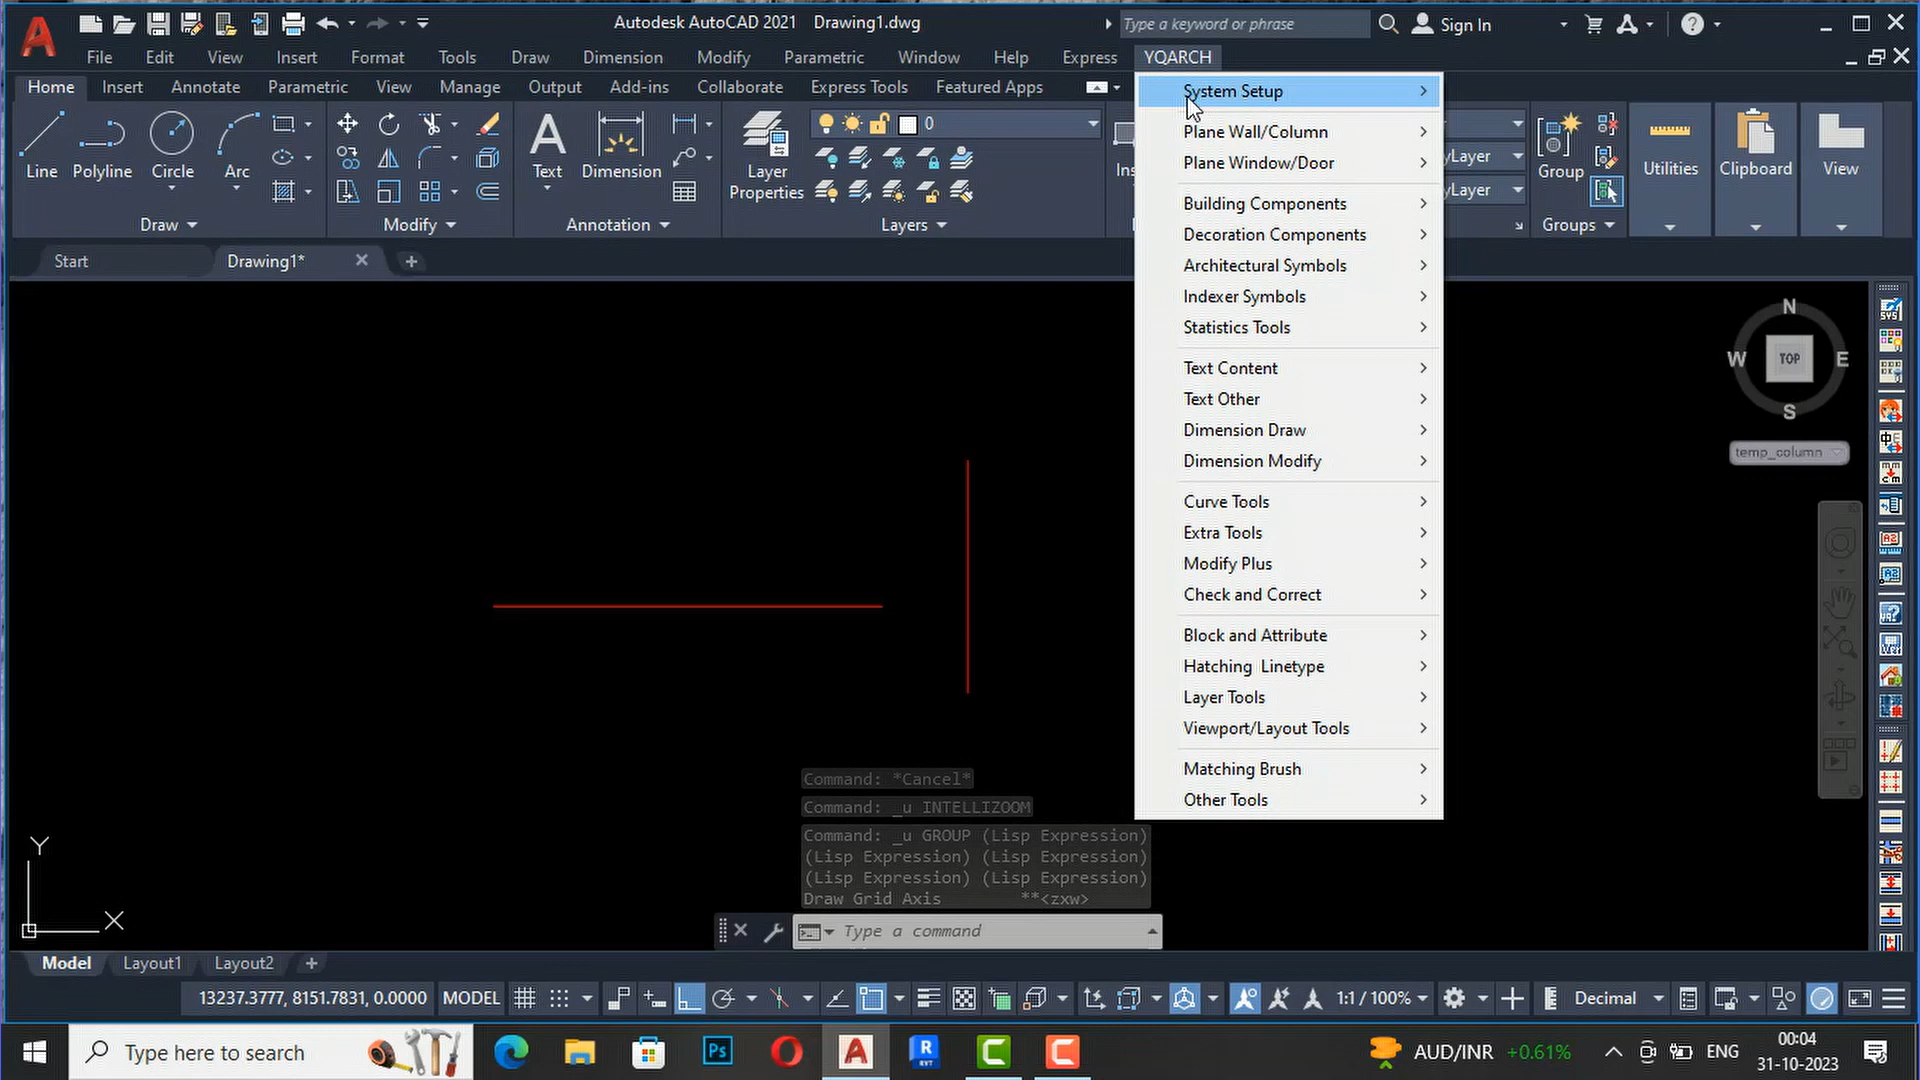 Autodesk AutoCAD 2021 Drawing1.dwg
Type a keyword or phrase
Sign In
File Edit View Insert Format Tools Draw Dimension Modify Parametric Window Help Express YQARCH
Home Insert Annotate Parametric View Manage Output Add-ins Collaborate Express Tools Featured Apps
Line Polyline Circle Arc
Draw
Modify
Text Dimension
Annotation
Layer
Properties
0
Layers
Ins
yLayer
yLayer
Group
Groups
Utilities
Clipboard
View
Start Drawing1*
System Setup
Plane Wall/Column
Plane Window/Door
Building Components
Decoration Components
Architectural Symbols
Indexer Symbols
Statistics Tools
Text Content
Text Other
Dimension Draw
Dimension Modify
Curve Tools
Extra Tools
Modify Plus
Check and Correct
Block and Attribute
Hatching Linetype
Layer Tools
Viewport/Layout Tools
Matching Brush
Other Tools
N
W TOP E
S
temp_column
Command: *Cancel*
Command: _u INTELLIZOOM
Command: _u GROUP (Lisp Expression)
(Lisp Expression) (Lisp Expression)
(Lisp Expression) (Lisp Expression)
Draw Grid Axis **<zxw>
Type a command
Y
X
Model Layout1 Layout2
13237.3777, 8151.7831, 0.0000 MODEL
1:1 / 100%
Decimal
Type here to search
Ps
R
RVT
AUD/INR +0.61%
ENG
00:04
31-10-2023